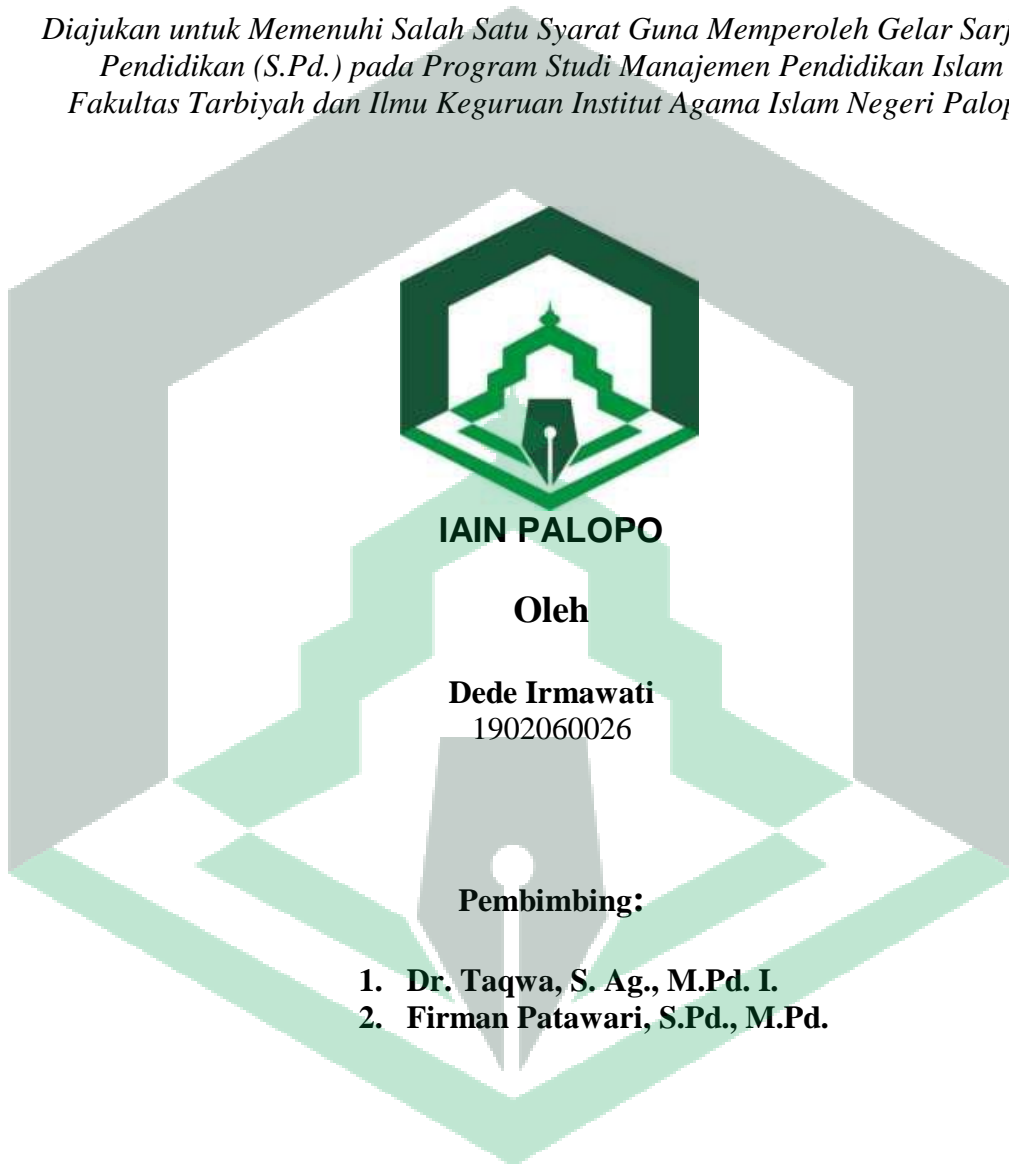 Diajukan untuk Memenuhi Salah Satu Syarat Guna Memperoleh Gelar Sarj
Pendidikan (S.Pd.) pada Program Studi Manajemen Pendidikan Islam
Fakultas Tarbiyah dan Ilmu Keguruan Institut Agama Islam Negeri Palop
IAIN PALOPO
Oleh
Dede Irmawati
1902060026
Pembimbing:
1. Dr. Taqwa, S. Ag., M.Pd. I.
2. Firman Patawari, S.Pd., M.Pd.